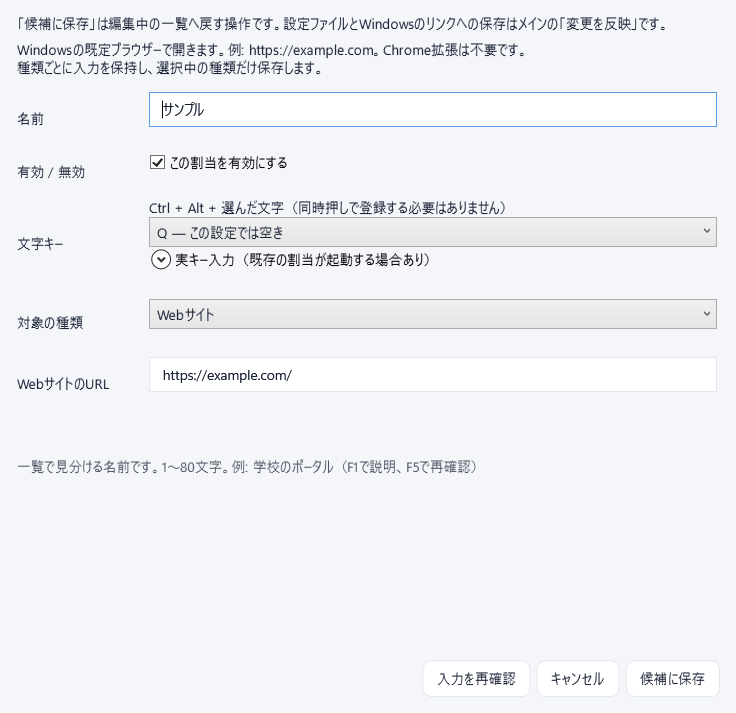 「候補に保存」は編集中の一覧へ戻す操作です。設定ファイルとWindowsのリンクへの保存はメインの「変更を反映」です。
Windowsの既定ブラウザーで開きます。例: https://example.com。Chrome拡張は不要です。
種類ごとに入力を保持し、選択中の種類だけ保存します。
名前
サンプル
有効 / 無効
この割当を有効にする
Ctrl + Alt + 選んだ文字（同時押しで登録する必要はありません）
文字キー
Q — この設定では空き
実キー入力（既存の割当が起動する場合あり）
対象の種類
Webサイト
WebサイトのURL
https://example.com/
一覧で見分ける名前です。1～80文字。例: 学校のポータル（F1で説明、F5で再確認）
入力を再確認
キャンセル
候補に保存